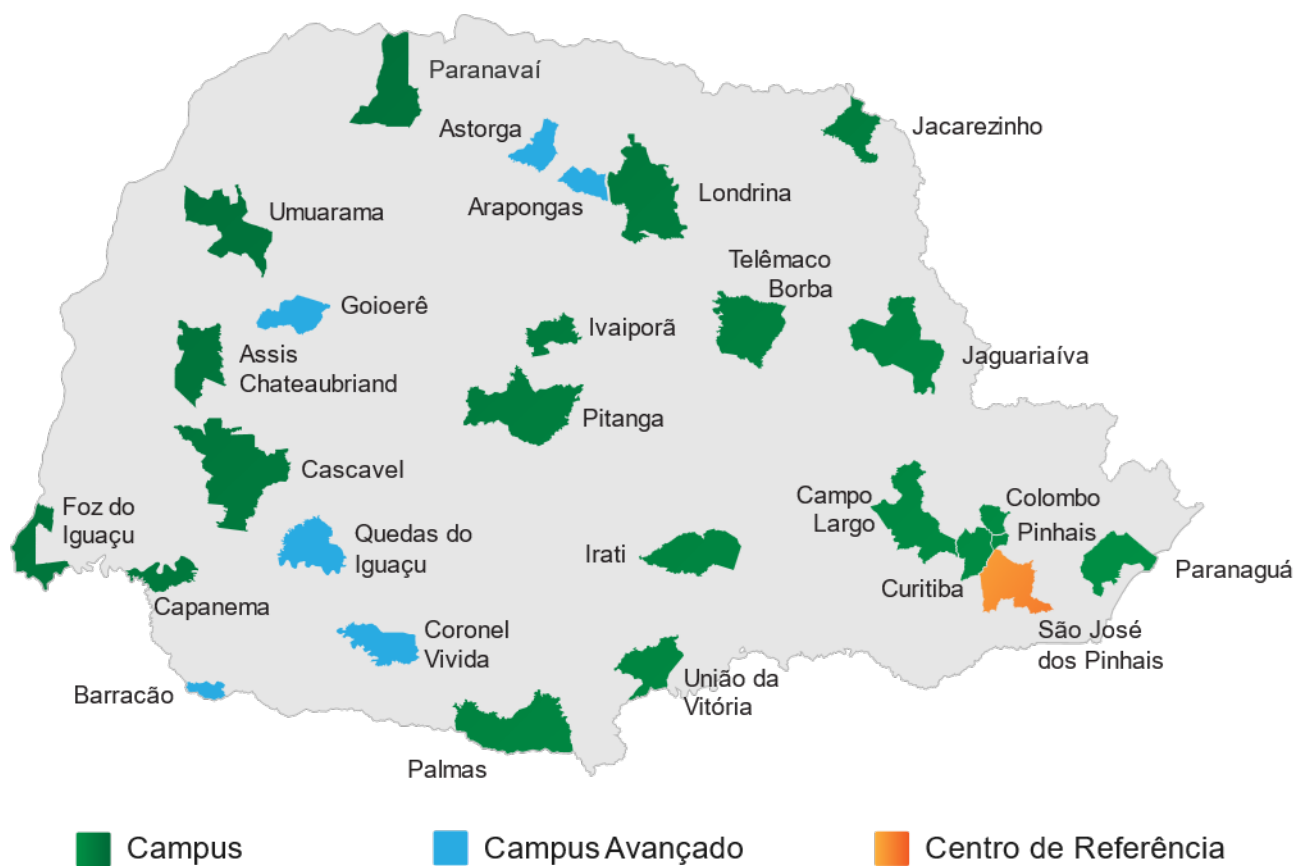 Paranavaí
Astorga
Jacarezinho
Arapongas
Londrina
Umuarama
Telêmaco
Borba
Goioerê
Ivaiporã
Assis
Chateaubriand
Jaguariaíva
Pitanga
Cascavel
Foz do
Iguaçu
Quedas do
Iguaçu
Campo
Largo
Colombo
Pinhais
Irati
Curitiba
Paranaguá
Capanema
Coronel
Vivida
São José
dos Pinhais
Barracão
União da
Vitória
Palmas
Campus
Campus Avançado
Centro de Referência